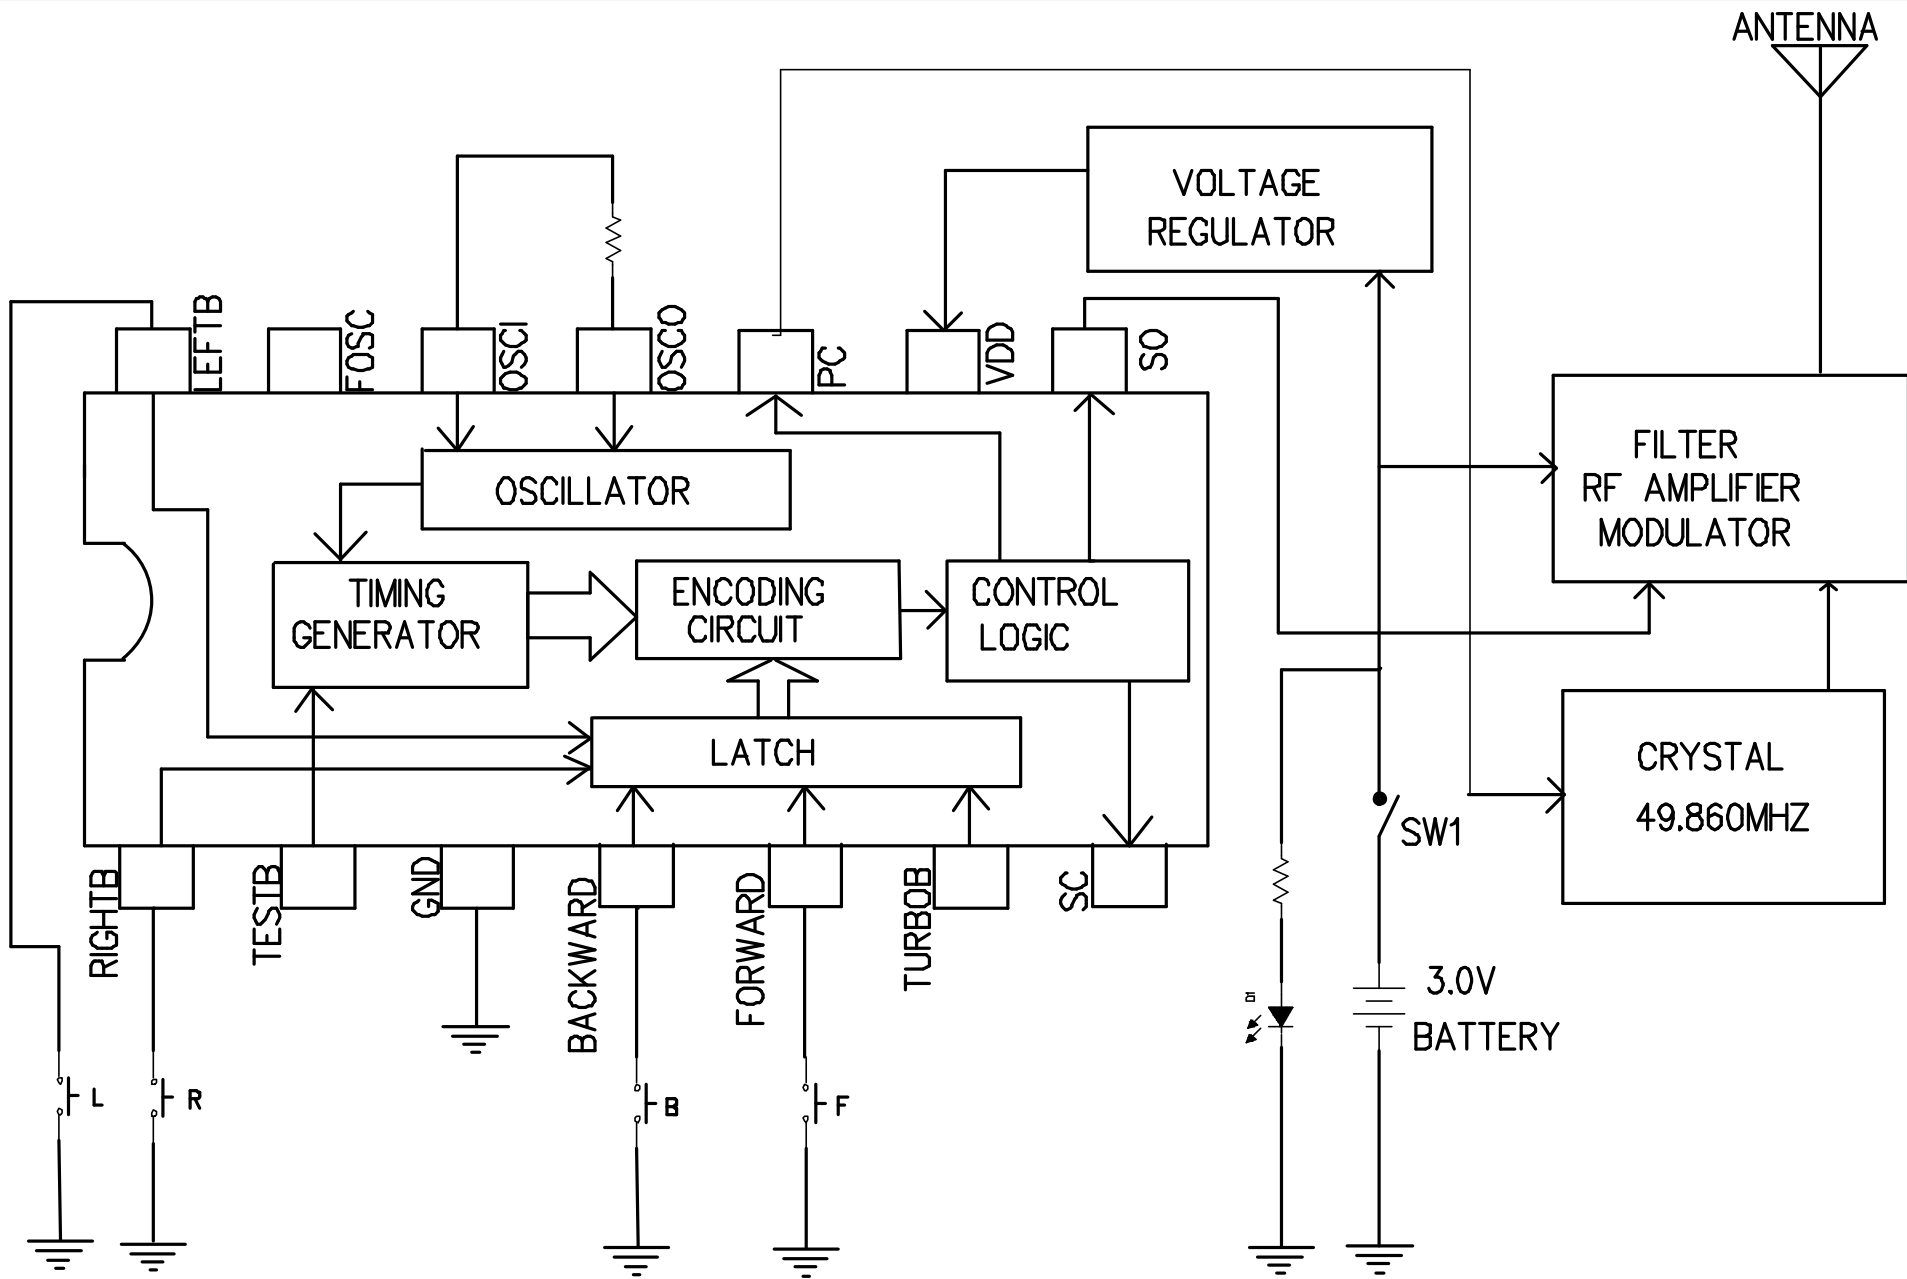 ANTENNA
VOLTAGE
REGULATOR
LEFTB
FOSC
OSCI
OSCO
PC
VDD
SO
FILTER
RF AMPLIFIER
MODULATOR
OSCILLATOR
TIMING
GENERATOR
ENCODING
CIRCUIT
CONTROL
LOGIC
LATCH
CRYSTAL
49.860MHZ
SW1
RIGHTB
TESTB
GND
BACKWARD
FORWARD
TURBOB
SC
3.0V
BATTERY
L
R
B
F